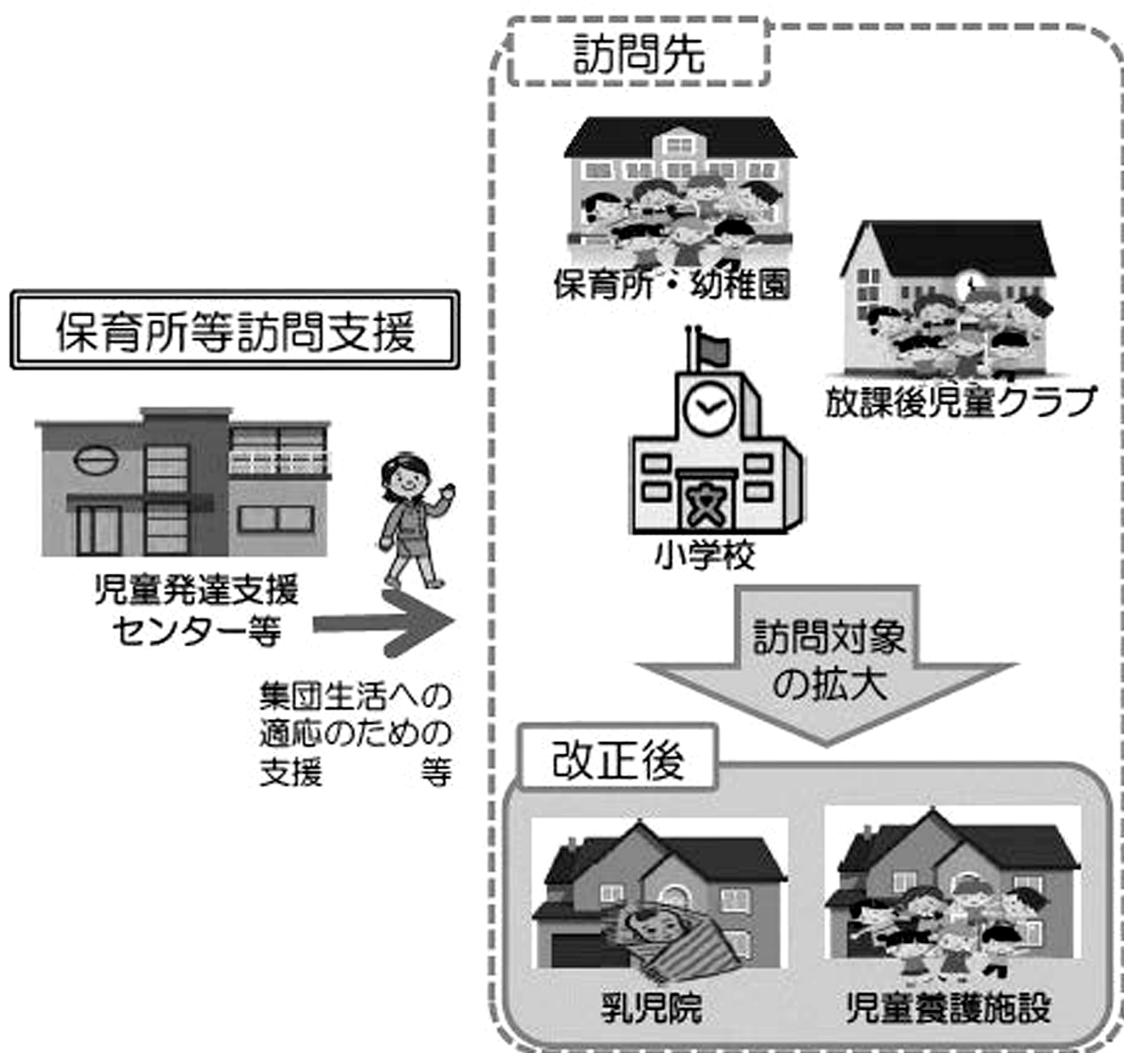 保育所等訪問支援
児童発達支援
センター等
集団生活への
適応のための
支援　　　等
訪問先
保育所・幼稚園
放課後児童クラブ
文
小学校
訪問対象
の拡大
改正後
乳児院
児童養護施設